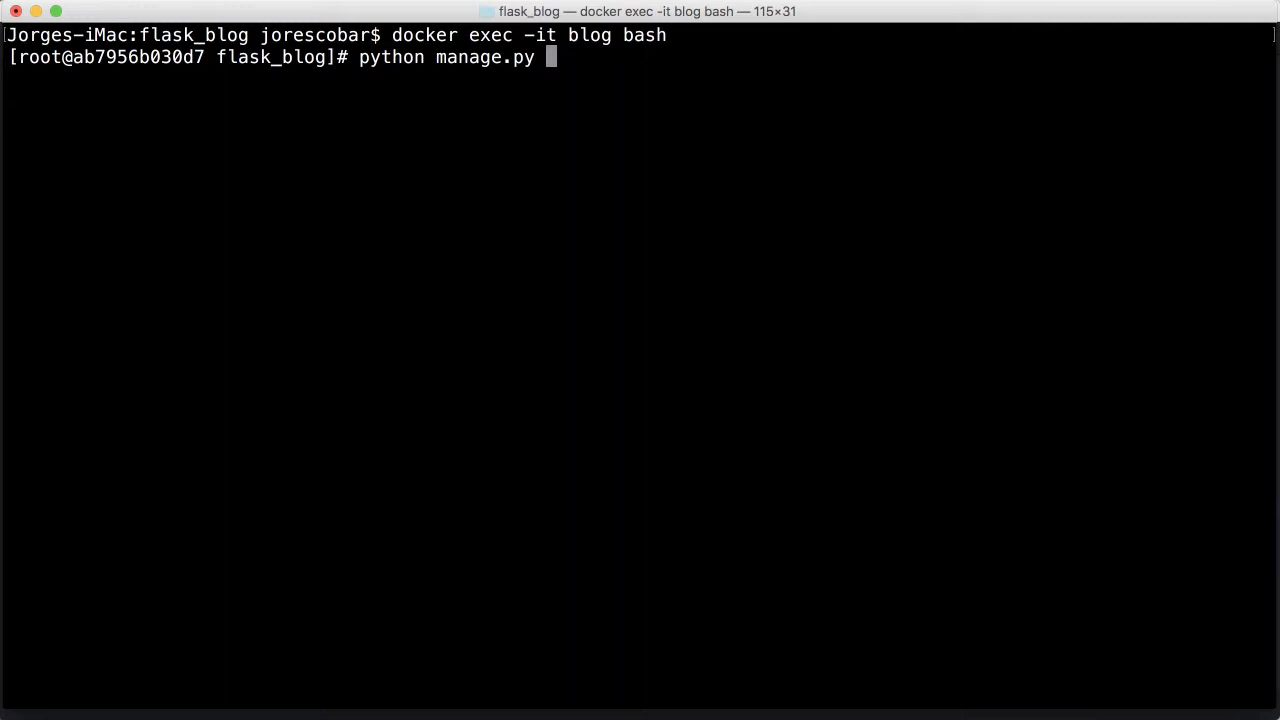 flask_blog — docker exec -it blog bash — 115×31
Jorges-iMac:flask_blog jorescobar$ docker exec -it blog bash
[root@ab7956b030d7 flask_blog]# python manage.py